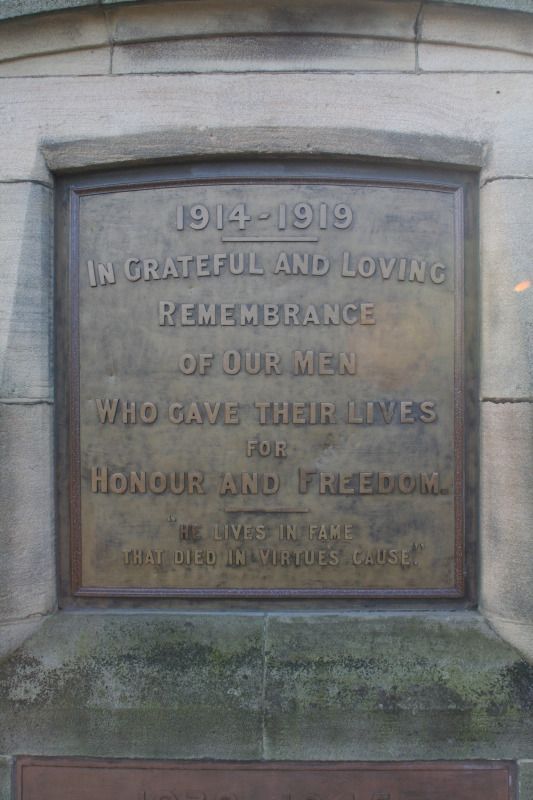 1914-1919
IN GRATEFUL AND LOVING
REMEMBRANCE
OF OUR MEN
WHO GAVE THEIR LIVES
FOR
HONOUR AND FREEDOM.
"HE LIVES IN FAME
THAT DIED IN VIRTUES CAUSE."